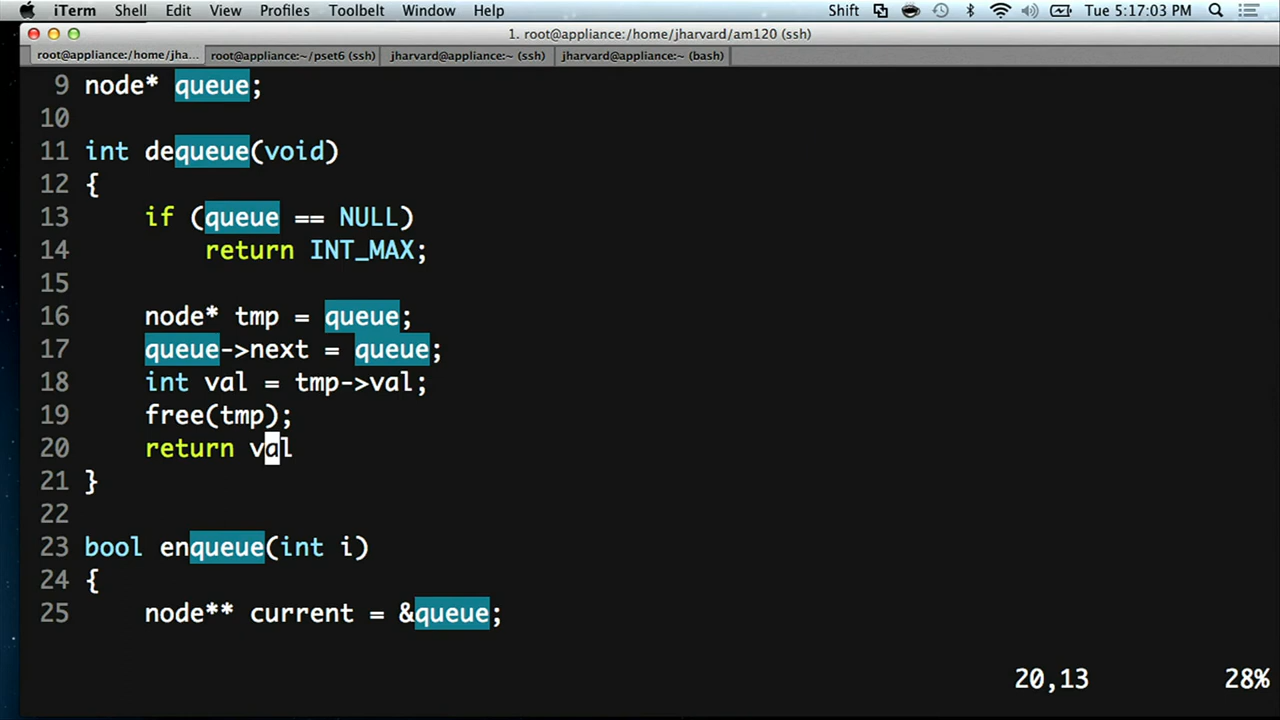 iTerm Shell Edit View Profiles Toolbelt Window Help Shift Tue 5:17:03 PM
1. root@appliance:/home/jharvard/am120 (ssh)
root@appliance:/home/jha... root@appliance:~/pset6 (ssh) jharvard@appliance:~ (ssh) jharvard@appliance:~ (bash)
9 node* queue;
10
11 int dequeue(void)
12 {
13     if (queue == NULL)
14         return INT_MAX;
15
16     node* tmp = queue;
17     queue->next = queue;
18     int val = tmp->val;
19     free(tmp);
20     return val
21 }
22
23 bool enqueue(int i)
24 {
25     node** current = &queue;
20,13 28%